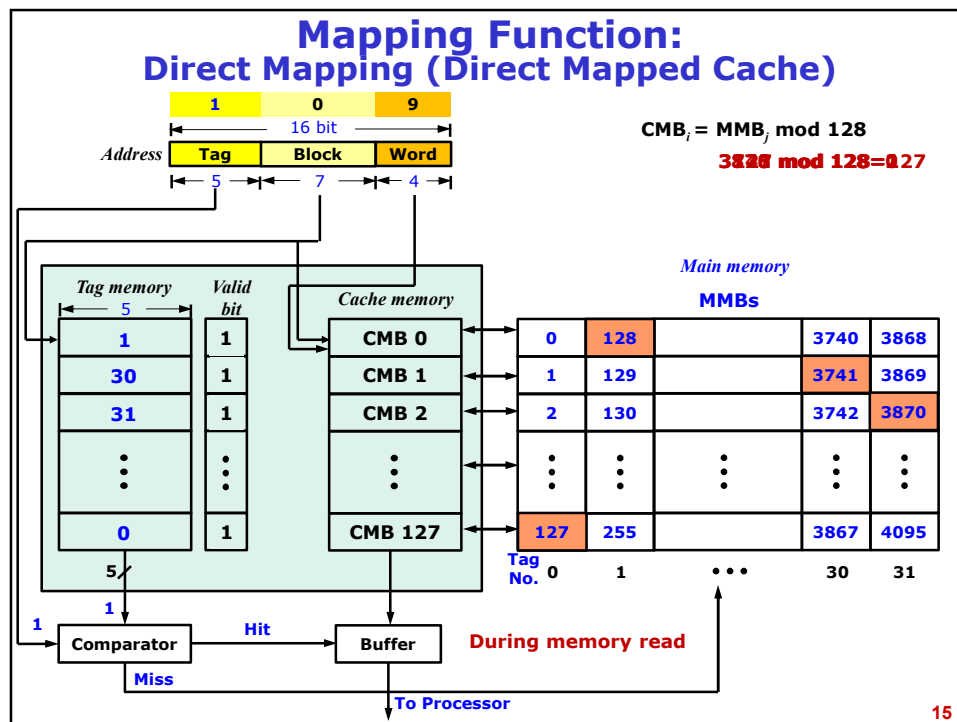 Mapping Function:
Direct Mapping (Direct Mapped Cache)
1 0 9
16 bit
Address Tag Block Word
5 7 4
CMBi = MMBj mod 128
mod 128=
Tag memory Valid bit Cache memory
5
Main memory
MMBs
1 1 CMB 0 0 128 3740 3868
30 1 CMB 1 1 129 3741 3869
31 1 CMB 2 2 130 3742 3870
0 1 CMB 127 127 255 3867 4095
Tag No. 0 1 ••• 30 31
5
1
1
Comparator Hit Buffer During memory read
Miss
To Processor
15